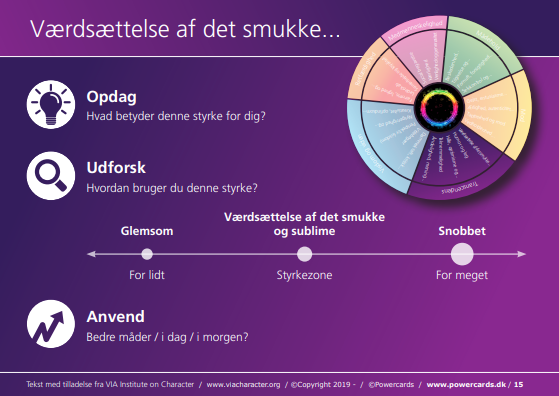 Værdsættelse af det smukke...
Opdag
Hvad betyder denne styrke for dig?
Udforsk
Hvordan bruger du denne styrke?
Værdsættelse af det smukke
og sublime
Glemsom
Snobbet
For lidt
Styrkezone
For meget
Anvend
Bedre måder / i dag / i morgen?
Tekst med tilladelse fra VIA Institute on Character / www.viacharacter.org / ©Copyright 2019 - / ©Powercards / www.powercards.dk / 15
Transcendens